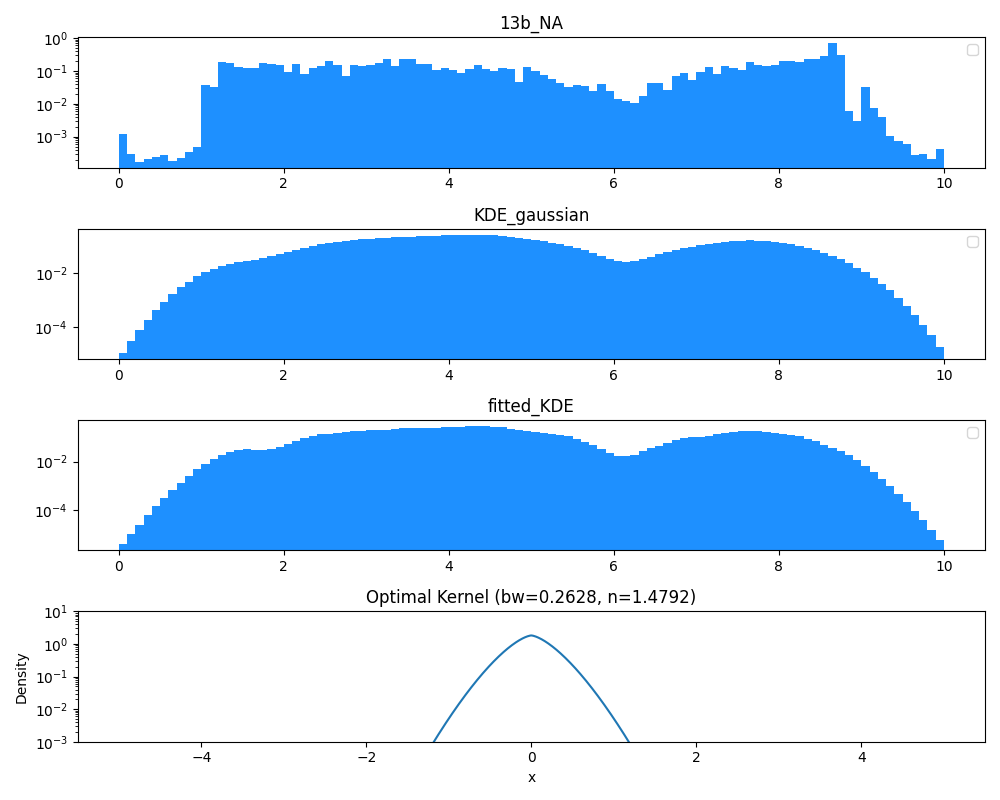 13b_NA
10⁰
10⁻¹
10⁻²
10⁻³
0 2 4 6 8 10
KDE_gaussian
10⁻²
10⁻⁴
0 2 4 6 8 10
fitted_KDE
10⁻²
10⁻⁴
0 2 4 6 8 10
Optimal Kernel (bw=0.2628, n=1.4792)
Density
10¹
10⁰
10⁻¹
10⁻²
10⁻³
−4 −2 0 2 4
x